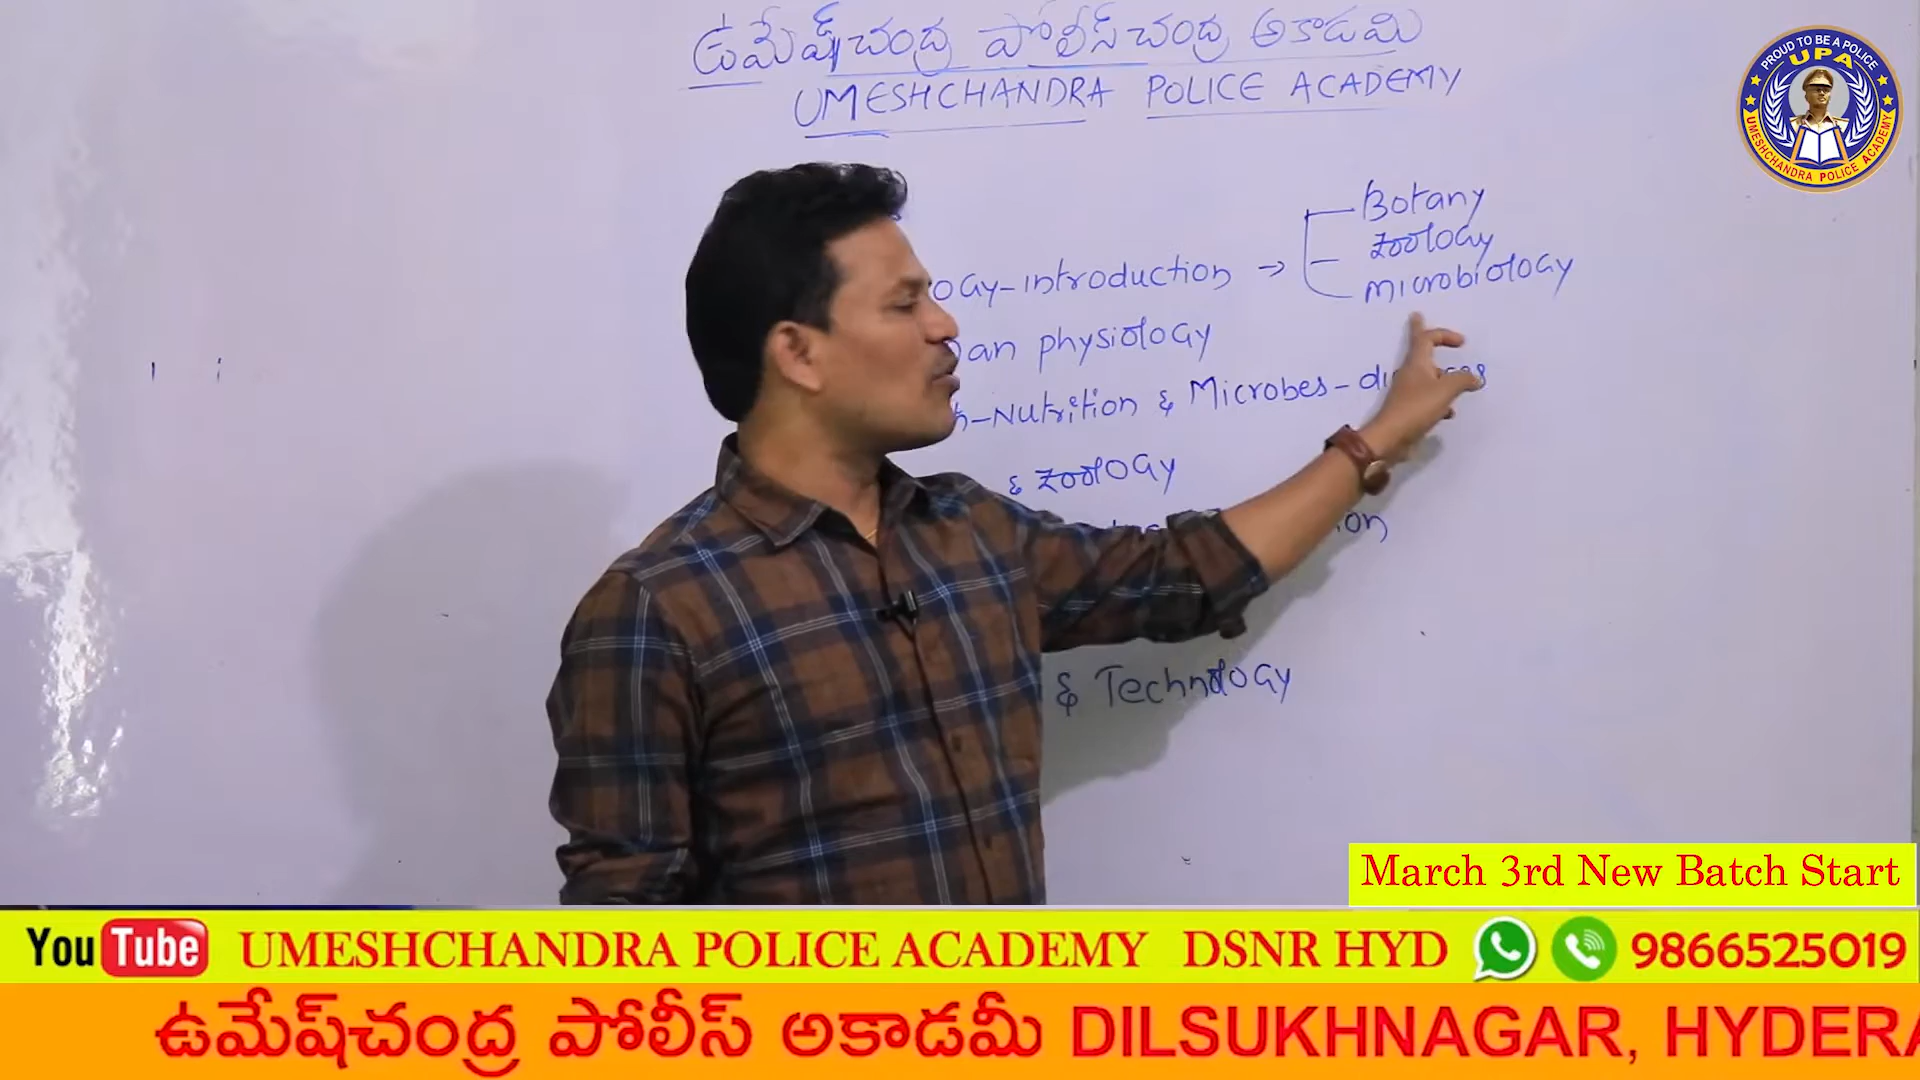 ఉమేష్ చంద్ర పోలీస్ చంద్ర అకాడమి
UMESHCHANDRA POLICE ACADEMY
PROUD TO BE A POLICE
UPA
UMESHCHANDRA POLICE ACADEMY
Botany
Zoology
Microbiology
ogy-introduction →
an physiology
-Nutrition & Microbes-
& Zoology
on
& Technology
March 3rd New Batch Start
YouTube UMESHCHANDRA POLICE ACADEMY DSNR HYD 9866525019
ఉమేష్‌చంద్ర పోలీస్ అకాడమీ DILSUKHNAGAR, HYDERA